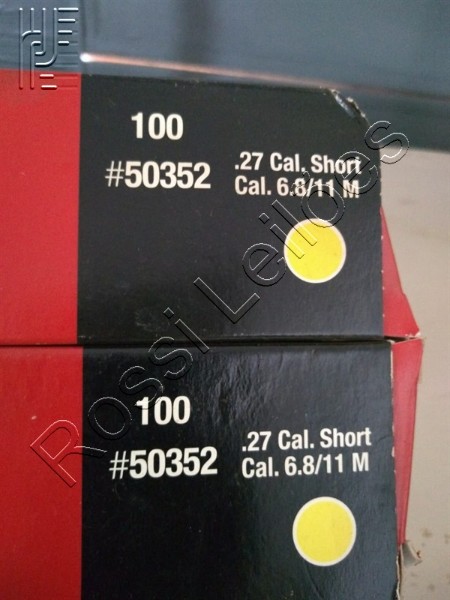 100
#50352
.27 Cal. Short
Cal. 6.8/11 M
100
#50352
.27 Cal. Short
Cal. 6.8/11 M
Rossi Leilões